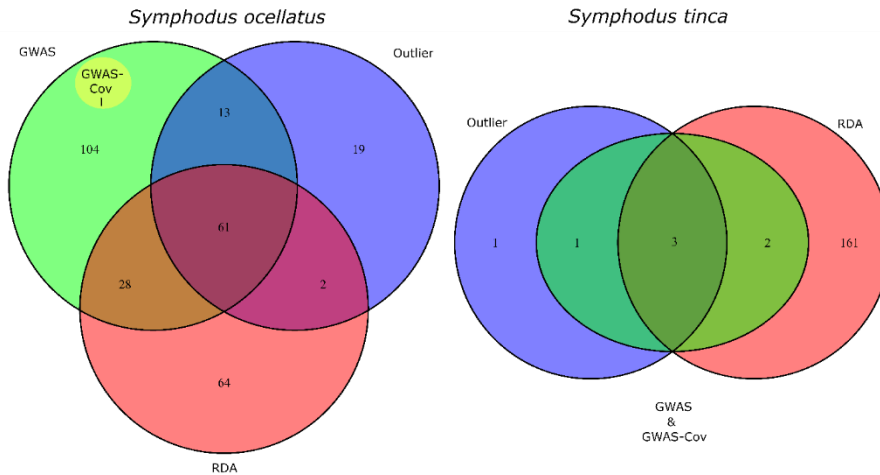 Symphodus ocellatus
GWAS
Outlier
GWAS-
Cov
I
13
104
19
61
28
2
64
RDA
Symphodus tinca
Outlier
RDA
1
1
3
2
161
GWAS
&
GWAS-Cov